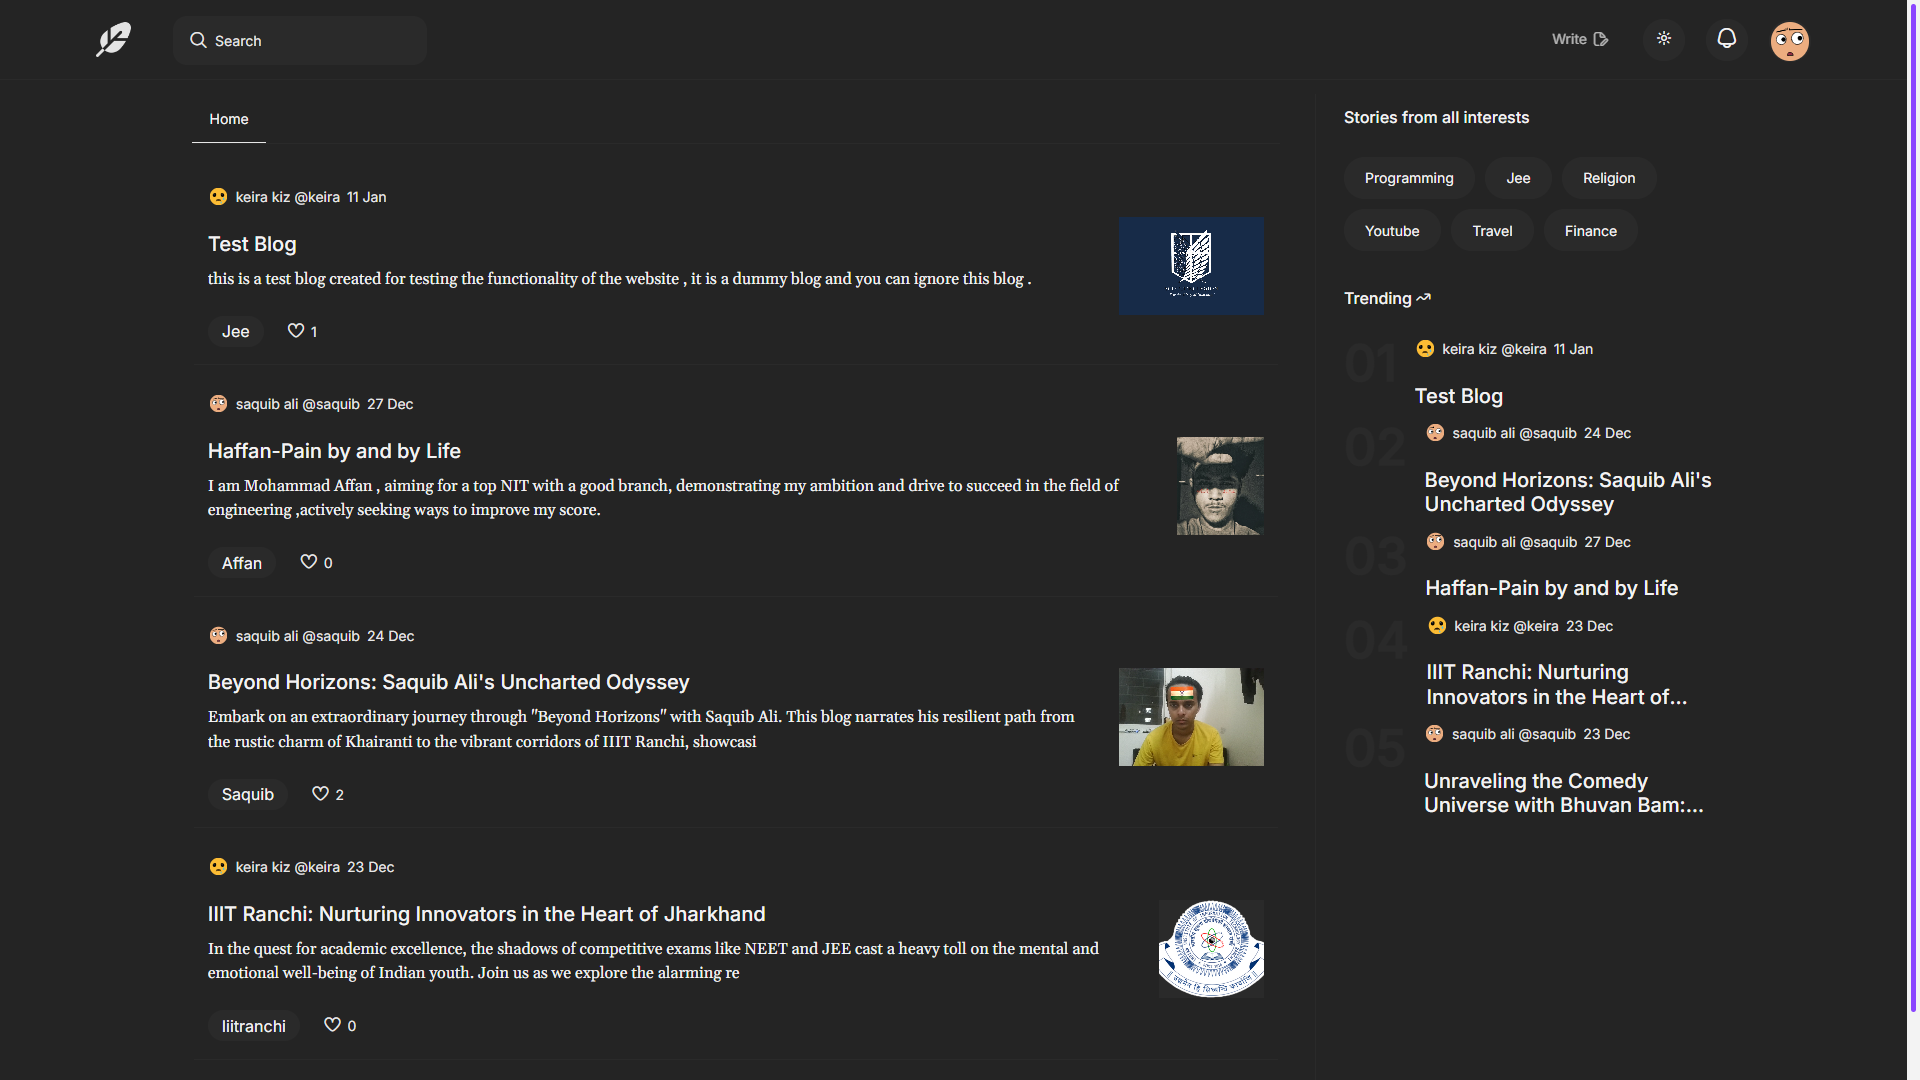 Search
Write
Home
keira kiz @keira 11 Jan
Test Blog
this is a test blog created for testing the functionality of the website , it is a dummy blog and you can ignore this blog .
Jee
1
saquib ali @saquib 27 Dec
Haffan-Pain by and by Life
I am Mohammad Affan , aiming for a top NIT with a good branch, demonstrating my ambition and drive to succeed in the field of
engineering ,actively seeking ways to improve my score.
Affan
0
saquib ali @saquib 24 Dec
Beyond Horizons: Saquib Ali's Uncharted Odyssey
Embark on an extraordinary journey through "Beyond Horizons" with Saquib Ali. This blog narrates his resilient path from
the rustic charm of Khairanti to the vibrant corridors of IIIT Ranchi, showcasi
Saquib
2
keira kiz @keira 23 Dec
IIIT Ranchi: Nurturing Innovators in the Heart of Jharkhand
In the quest for academic excellence, the shadows of competitive exams like NEET and JEE cast a heavy toll on the mental and
emotional well-being of Indian youth. Join us as we explore the alarming re
Iiitranchi
0
Stories from all interests
Programming Jee Religion
Youtube Travel Finance
Trending
01
keira kiz @keira 11 Jan
Test Blog
02
saquib ali @saquib 24 Dec
Beyond Horizons: Saquib Ali's
Uncharted Odyssey
03
saquib ali @saquib 27 Dec
Haffan-Pain by and by Life
04
keira kiz @keira 23 Dec
IIIT Ranchi: Nurturing
Innovators in the Heart of...
05
saquib ali @saquib 23 Dec
Unraveling the Comedy
Universe with Bhuvan Bam:...